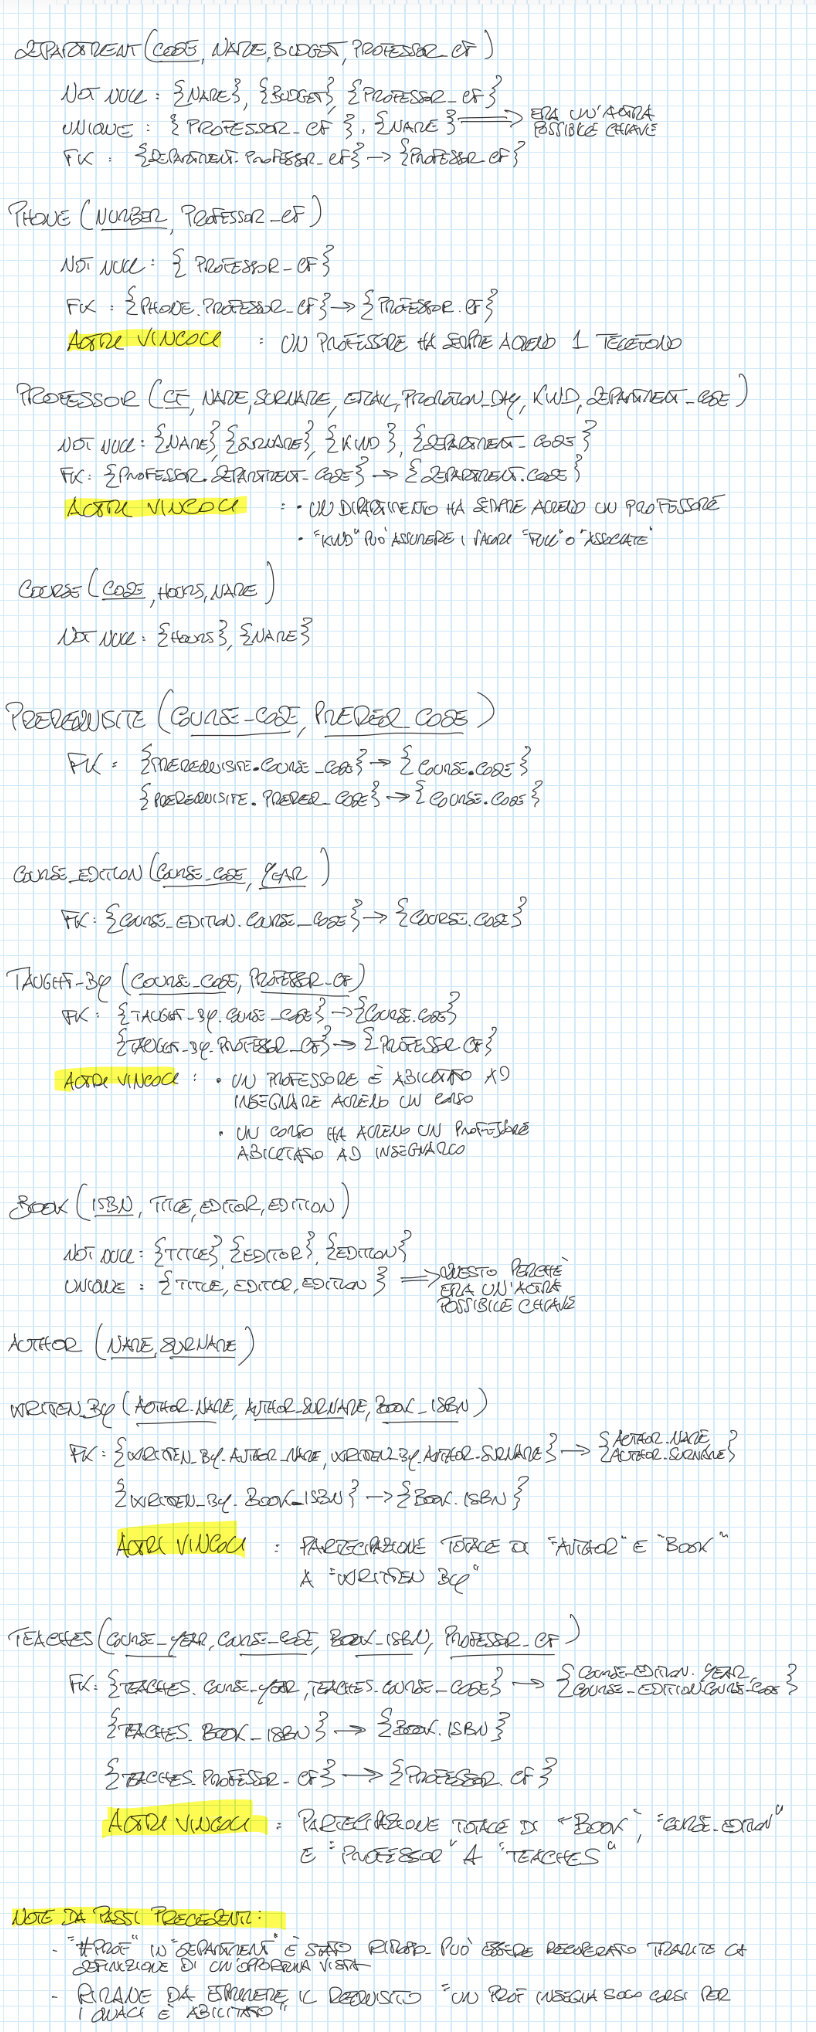 DEPARTMENT (CODE, NAME, BUDGET, PROFESSOR_CF)
NOT NULL : {NAME}, {BUDGET}, {PROFESSOR_CF}
UNIQUE : {PROFESSOR_CF}, {NAME} => ERA UN'ALTRA
POSSIBILE CHIAVE
FK : {DEPARTMENT.PROFESSOR_CF} -> {PROFESSOR.CF}
PHONE (NUMBER, PROFESSOR_CF)
NOT NULL : {PROFESSOR_CF}
FK : {PHONE.PROFESSOR_CF} -> {PROFESSOR.CF}
ALTRI VINCOLI : UN PROFESSORE HA SEMPRE ALMENO 1 TELEFONO
PROFESSOR (CF, NAME, SURNAME, EMAIL, PROMOTION_DAY, KIND, DEPARTMENT_CODE)
NOT NULL : {NAME}, {SURNAME}, {KIND}, {DEPARTMENT_CODE}
FK : {PROFESSOR.DEPARTMENT_CODE} -> {DEPARTMENT.CODE}
ALTRI VINCOLI : • UN DIPARTIMENTO HA SEMPRE ALMENO UN PROFESSORE
• "KIND" PUÒ ASSUMERE I VALORI "FULL" O "ASSOCIATE"
COURSE (CODE, HOURS, NAME)
NOT NULL : {HOURS}, {NAME}
PREREQUISITE (COURSE_CODE, PREREQ_CODE)
FK : {PREREQUISITE.COURSE_CODE} -> {COURSE.CODE}
{PREREQUISITE.PREREQ_CODE} -> {COURSE.CODE}
COURSE_EDITION (COURSE_CODE, YEAR)
FK : {COURSE_EDITION.COURSE_CODE} -> {COURSE.CODE}
TAUGHT_BY (COURSE_CODE, PROFESSOR_CF)
FK : {TAUGHT_BY.COURSE_CODE} -> {COURSE.CODE}
{TAUGHT_BY.PROFESSOR_CF} -> {PROFESSOR.CF}
ALTRI VINCOLI : • UN PROFESSORE È ABILITATO AD
INSEGNARE ALMENO UN CORSO
• UN CORSO HA ALMENO UN PROFESSORE
ABILITATO AD INSEGNARLO
BOOK (ISBN, TITLE, EDITOR, EDITION)
NOT NULL : {TITLE}, {EDITOR}, {EDITION}
UNIQUE : {TITLE, EDITOR, EDITION} => QUESTO PERCHÈ
ERA UN'ALTRA
POSSIBILE CHIAVE
AUTHOR (NAME, SURNAME)
WRITTEN_BY (AUTHOR_NAME, AUTHOR_SURNAME, BOOK_ISBN)
FK : {WRITTEN_BY.AUTHOR_NAME, WRITTEN_BY.AUTHOR_SURNAME} -> {AUTHOR.NAME,
AUTHOR.SURNAME}
{WRITTEN_BY.BOOK_ISBN} -> {BOOK.ISBN}
ALTRI VINCOLI : PARTECIPAZIONE TOTALE DI "AUTHOR" E "BOOK"
A "WRITTEN BY"
TEACHES (COURSE_YEAR, COURSE_CODE, BOOK_ISBN, PROFESSOR_CF)
FK : {TEACHES.COURSE_YEAR, TEACHES.COURSE_CODE} -> {COURSE_EDITION.YEAR,
COURSE_EDITION.COURSE_CODE}
{TEACHES.BOOK_ISBN} -> {BOOK.ISBN}
{TEACHES.PROFESSOR_CF} -> {PROFESSOR.CF}
ALTRI VINCOLI : PARTECIPAZIONE TOTALE DI "BOOK", "COURSE_EDITION"
E "PROFESSOR" A "TEACHES"
NOTE DA PASSI PRECEDENTI :
- "#PROF" IN "DEPARTMENT" È STATO RIMOSSO. PUÒ ESSERE RECUPERATO TRAMITE LA
DEFINIZIONE DI UN'OPPORTUNA VISTA
- RIMANE DA ESPRIMERE IL REQUISITO "UN PROF INSEGNA SOLO CORSI PER
I QUALI È ABILITATO"